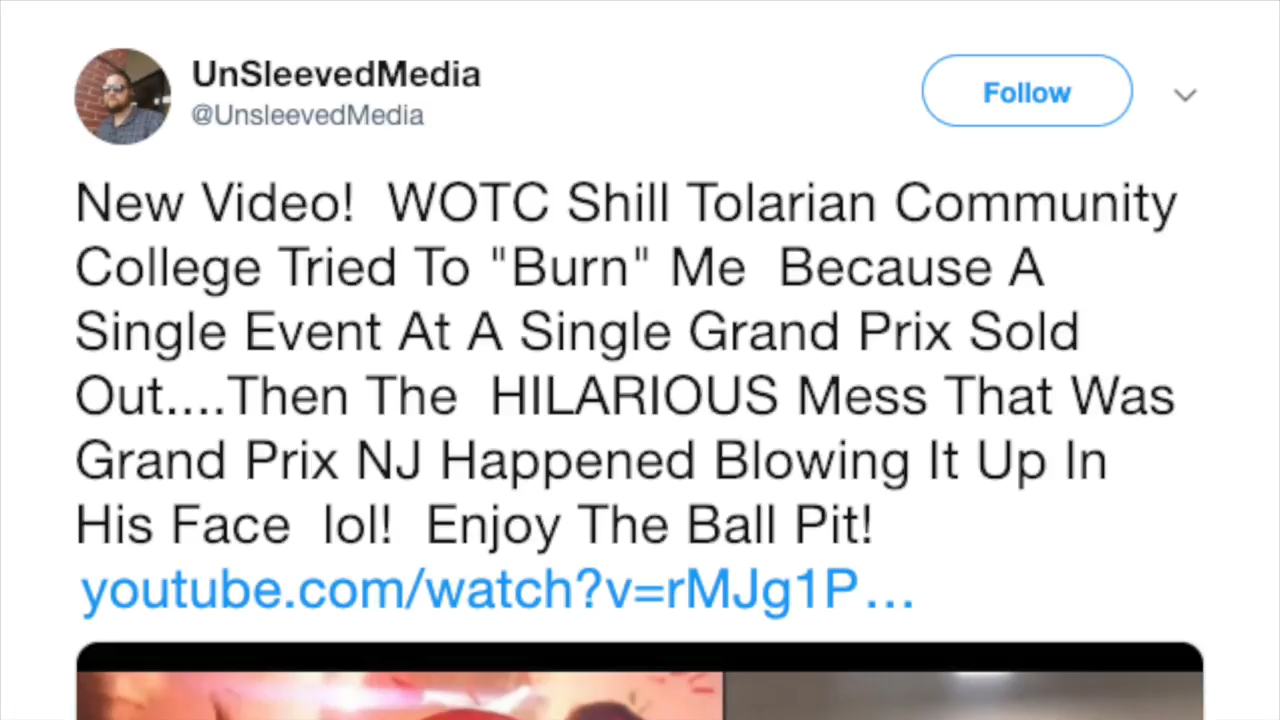 UnSleevedMedia
@UnsleevedMedia
Follow
New Video!  WOTC Shill Tolarian Community
College Tried To "Burn" Me  Because A
Single Event At A Single Grand Prix Sold
Out....Then The  HILARIOUS Mess That Was
Grand Prix NJ Happened Blowing It Up In
His Face  lol!  Enjoy The Ball Pit!
youtube.com/watch?v=rMJg1P…